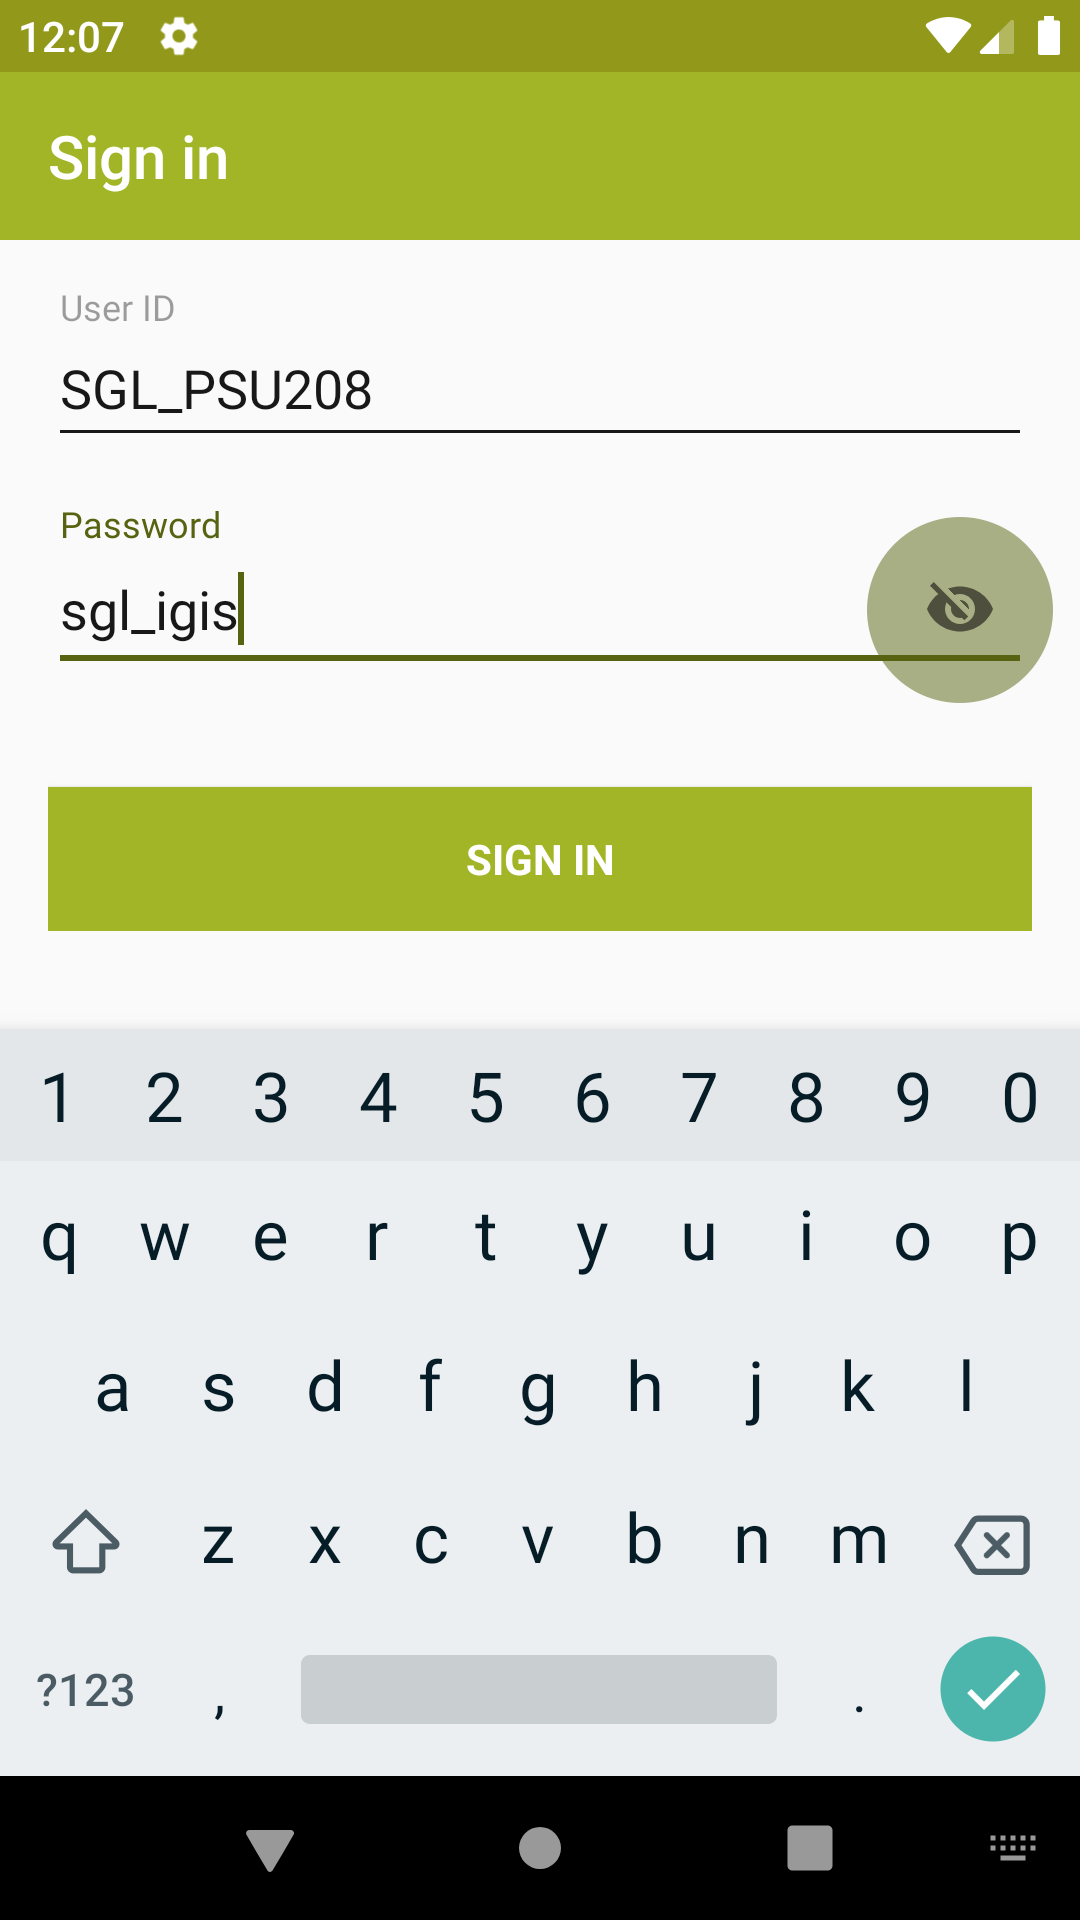 12:07
Sign in
User ID
SGL_PSU208
Password
sgl_igis
SIGN IN
1 2 3 4 5 6 7 8 9 0
q w e r t y u i o p
a s d f g h j k l
z x c v b n m
?123 , .